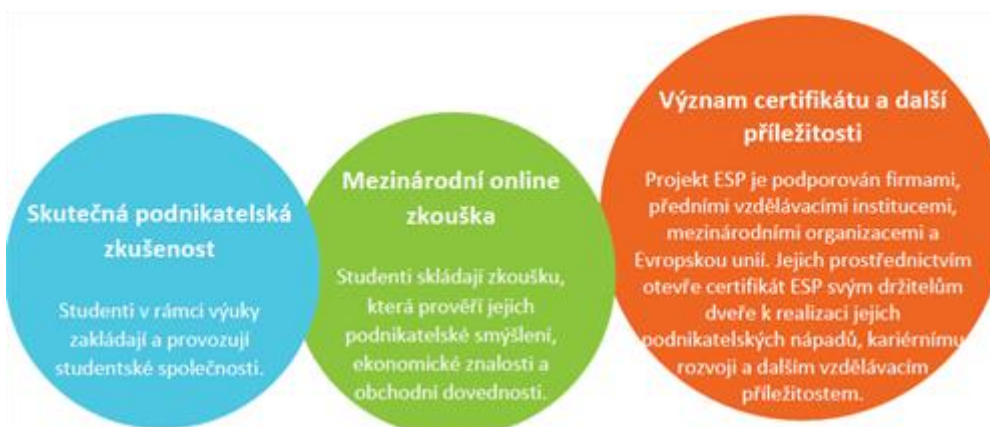 Skutečná podnikatelská
zkušenost
Studenti v rámci výuky
zakládají a provozují
studentské společnosti.
Mezinárodní online
zkouška
Studenti skládají zkoušku,
která prověří jejich
podnikatelské smýšlení,
ekonomické znalosti a
obchodní dovednosti.
Význam certifikátu a další
příležitosti
Projekt ESP je podporován firmami,
předními vzdělávacími institucemi,
mezinárodními organizacemi a
Evropskou unií. Jejich prostřednictvím
otevře certifikát ESP svým držitelům
dveře k realizaci jejich
podnikatelských nápadů, kariérnímu
rozvoji a dalším vzdělávacím
příležitostem.